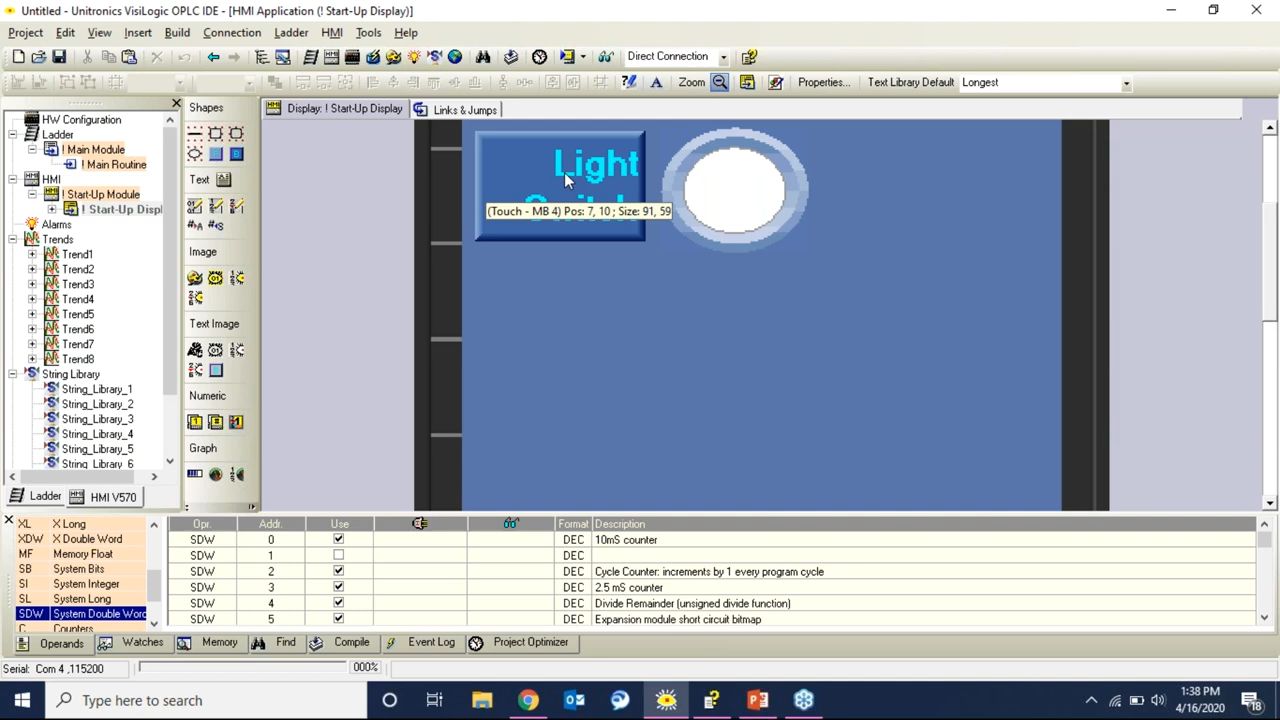 Untitled - Unitronics VisiLogic OPLC IDE - [HMI Application (! Start-Up Display)]
Project Edit View Insert Build Connection Ladder HMI Tools Help
Direct Connection
Zoom Properties... Text Library Default Longest
HW Configuration
Ladder
! Main Module
! Main Routine
HMI
! Start-Up Module
! Start-Up Displ
Alarms
Trends
Trend1
Trend2
Trend3
Trend4
Trend5
Trend6
Trend7
Trend8
String Library
String_Library_1
String_Library_2
String_Library_3
String_Library_4
String_Library_5
String_Library_6
Ladder HMI V570
Shapes
Text
Image
Text Image
Numeric
Graph
Display: ! Start-Up Display Links & Jumps
Light
(Touch - MB 4) Pos: 7, 10 ; Size: 91, 59
XL X Long
XDW X Double Word
MF Memory Float
SB System Bits
SI System Integer
SL System Long
SDW System Double Word
C Counters
Opr. Addr. Use Format Description
SDW 0 DEC 10mS counter
SDW 1 DEC
SDW 2 DEC Cycle Counter: increments by 1 every program cycle
SDW 3 DEC 2.5 mS counter
SDW 4 DEC Divide Remainder (unsigned divide function)
SDW 5 DEC Expansion module short circuit bitmap
Operands Watches Memory Find Compile Event Log Project Optimizer
Serial: Com 4 ,115200 000%
Type here to search
1:38 PM
4/16/2020
18